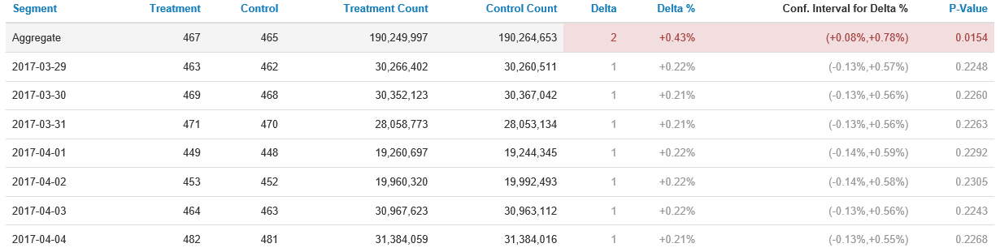 Segment Treatment Control Treatment Count Control Count Delta Delta % Conf. Interval for Delta % P-Value
Aggregate 467 465 190,249,997 190,264,653 2 +0.43% (+0.08%,+0.78%) 0.0154
2017-03-29 463 462 30,266,402 30,260,511 1 +0.22% (-0.13%,+0.57%) 0.2248
2017-03-30 469 468 30,352,123 30,367,042 1 +0.21% (-0.13%,+0.56%) 0.2260
2017-03-31 471 470 28,058,773 28,053,134 1 +0.21% (-0.13%,+0.56%) 0.2263
2017-04-01 449 448 19,260,697 19,244,345 1 +0.22% (-0.14%,+0.59%) 0.2292
2017-04-02 453 452 19,960,320 19,992,493 1 +0.22% (-0.14%,+0.58%) 0.2305
2017-04-03 464 463 30,967,623 30,963,112 1 +0.22% (-0.13%,+0.56%) 0.2243
2017-04-04 482 481 31,384,059 31,384,016 1 +0.21% (-0.13%,+0.55%) 0.2268